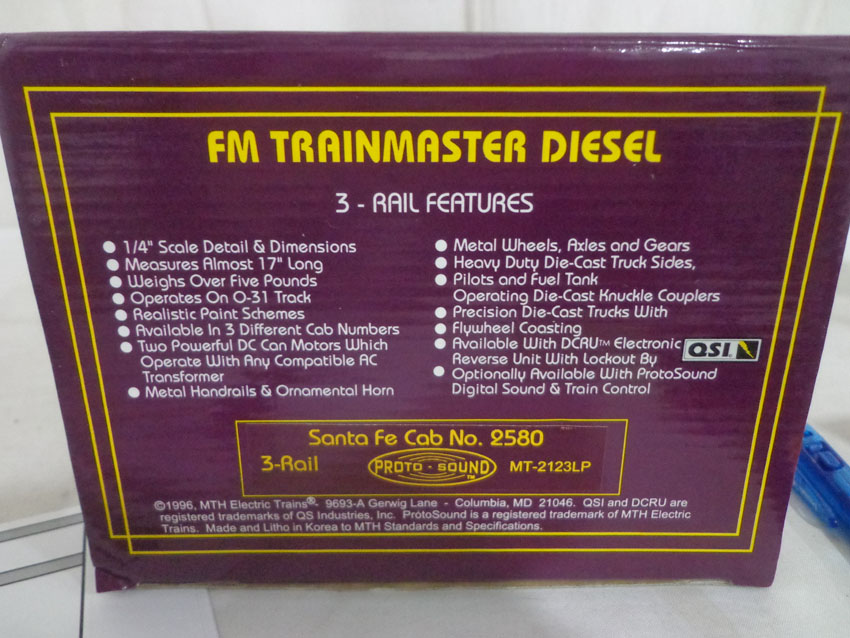 FM TRAINMASTER DIESEL
3 - RAIL FEATURES
● 1/4" Scale Detail & Dimensions
● Measures Almost 17" Long
● Weighs Over Five Pounds
● Operates On O-31 Track
● Realistic Paint Schemes
● Available In 3 Different Cab Numbers
● Two Powerful DC Can Motors Which
Operate With Any Compatible AC
Transformer
● Metal Handrails & Ornamental Horn
● Metal Wheels, Axles and Gears
● Heavy Duty Die-Cast Truck Sides,
● Pilots and Fuel Tank
Operating Die-Cast Knuckle Couplers
● Precision Die-Cast Trucks With
● Flywheel Coasting
● Available With DCRU™ Electronic
Reverse Unit With Lockout By QSI
● Optionally Available With ProtoSound
Digital Sound & Train Control
Santa Fe Cab No. 2580
3-Rail PROTO-SOUND™ MT-2123LP
©1996, MTH Electric Trains®- 9693-A Gerwig Lane - Columbia, MD 21046. QSI and DCRU are
registered trademarks of QS Industries, Inc. ProtoSound is a registered trademark of MTH Electric
Trains. Made and Litho in Korea to MTH Standards and Specifications.